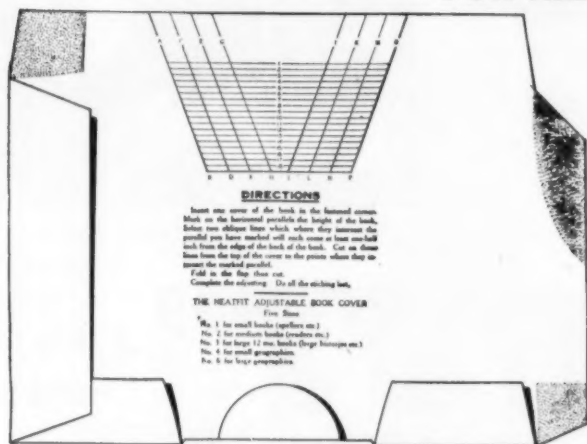 DIRECTIONS
Insert one cover of the book in the fastened corner.
Mark on the horizontal parallels the height of the book.
Select two oblique lines which where they intersect the
parallel you have marked will each come at least one-half
inch from the edge of the back of the book. Cut on these
lines from the top of the cover to the points where they in-
tersect the marked parallel.
Fold in the flap thus cut.
Complete the adjusting. Do all the sticking last.
THE NEATFIT ADJUSTABLE BOOK COVER
Five Sizes
No. 1 for small books (spellers etc.)
No. 2 for medium books (readers etc.)
No. 3 for large 12 mo. books (large histories etc.)
No. 4 for small geographies.
for large geographies.